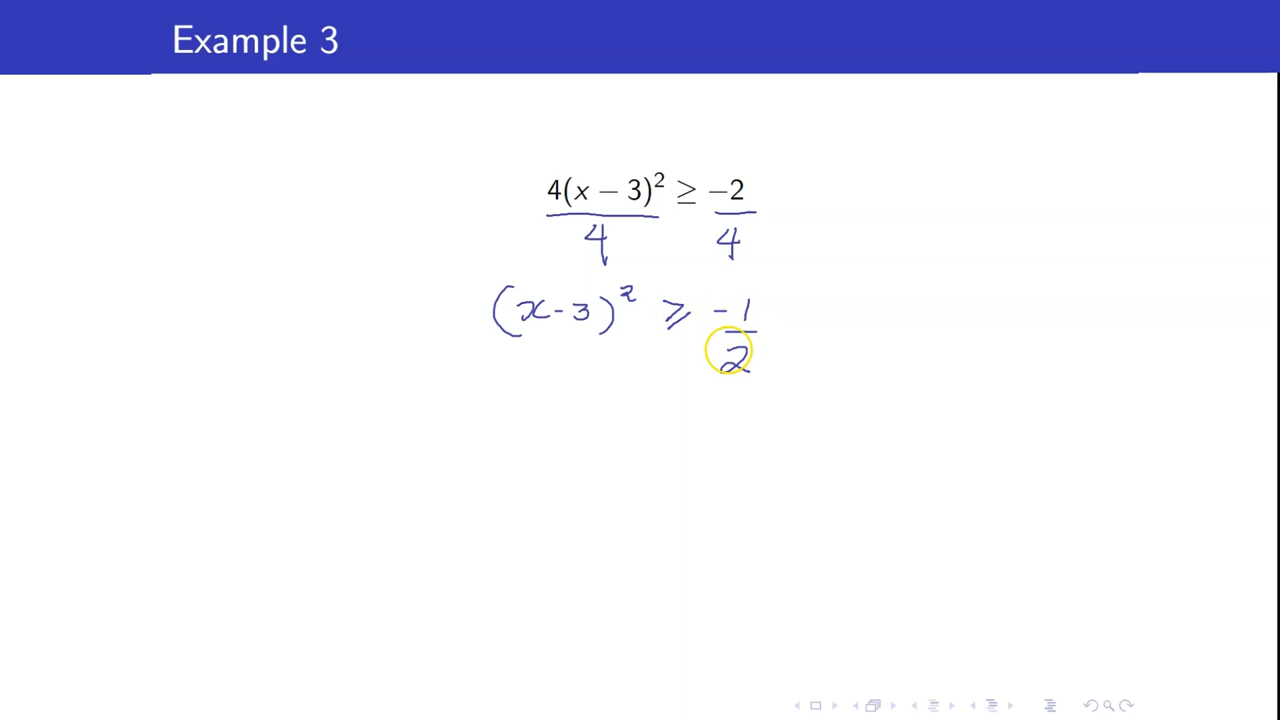 Example 3
4(x − 3)² ≥ −2
4 4
(x - 3)² ≥ - 1
2